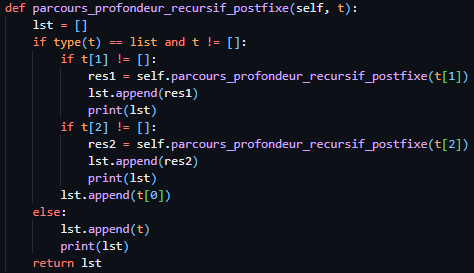 def parcours_profondeur_recursif_postfixe(self, t):
    lst = []
    if type(t) == list and t != []:
        if t[1] != []:
            res1 = self.parcours_profondeur_recursif_postfixe(t[1])
            lst.append(res1)
            print(lst)
        if t[2] != []:
            res2 = self.parcours_profondeur_recursif_postfixe(t[2])
            lst.append(res2)
            print(lst)
        lst.append(t[0])
    else:
        lst.append(t)
        print(lst)
    return lst